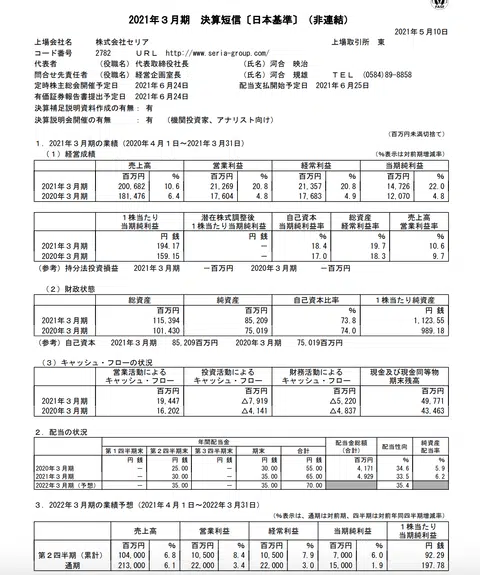 2021年3月期　決算短信〔日本基準〕（非連結）
2021年5月10日
上場会社名　株式会社セリア　上場取引所　東
コード番号　2782　ＵＲＬ　http://www.seria-group.com/
代表者　（役職名）代表取締役社長　（氏名）河合　映治
問合せ先責任者　（役職名）経営企画室長　（氏名）河合　規雄　ＴＥＬ　(0584)89-8858
定時株主総会開催予定日　2021年6月24日　配当支払開始予定日　2021年6月25日
有価証券報告書提出予定日　2021年6月24日
決算補足説明資料作成の有無：　有
決算説明会開催の有無　：　有　（機関投資家、アナリスト向け）
（百万円未満切捨て）
１．2021年3月期の業績（2020年4月1日～2021年3月31日）
（１）経営成績　（％表示は対前期増減率）
売上高　営業利益　経常利益　当期純利益
百万円　％　百万円　％　百万円　％　百万円　％
2021年3月期　200,682　10.6　21,269　20.8　21,357　20.8　14,726　22.0
2020年3月期　181,476　6.4　17,604　4.8　17,683　4.9　12,070　4.8
1株当たり　潜在株式調整後　自己資本　総資産　売上高
当期純利益　1株当たり当期純利益　当期純利益率　経常利益率　営業利益率
円 銭　円 銭　％　％　％
2021年3月期　194.17　－　18.4　19.7　10.6
2020年3月期　159.15　－　17.0　18.3　9.7
（参考）持分法投資損益　2021年3月期　－百万円　2020年3月期　－百万円
（２）財政状態
総資産　純資産　自己資本比率　1株当たり純資産
百万円　百万円　％　円 銭
2021年3月期　115,394　85,209　73.8　1,123.55
2020年3月期　101,430　75,019　74.0　989.18
（参考）自己資本　2021年3月期　85,209百万円　2020年3月期　75,019百万円
（３）キャッシュ・フローの状況
営業活動による　投資活動による　財務活動による　現金及び現金同等物
キャッシュ・フロー　キャッシュ・フロー　キャッシュ・フロー　期末残高
百万円　百万円　百万円　百万円
2021年3月期　19,447　△7,919　△5,220　49,771
2020年3月期　16,202　△4,141　△4,837　43,463
２．配当の状況
年間配当金　配当金総額　配当性向　純資産
第1四半期末　第2四半期末　第3四半期末　期末　合計　（合計）　配当率
円 銭　円 銭　円 銭　円 銭　円 銭　百万円　％　％
2020年3月期　－　25.00　－　30.00　55.00　4,171　34.6　5.9
2021年3月期　－　30.00　－　35.00　65.00　4,929　33.5　6.2
2022年3月期（予想）　－　35.00　－　35.00　70.00　35.4
３．2022年3月期の業績予想（2021年4月1日～2022年3月31日）
（％表示は、通期は対前期、四半期は対前年同四半期増減率）
売上高　営業利益　経常利益　当期純利益　1株当たり
当期純利益
百万円　％　百万円　％　百万円　％　百万円　％　円 銭
第2四半期（累計）　104,000　6.8　10,500　8.4　10,500　7.9　7,000　6.0　92.29
通期　213,000　6.1　22,000　3.4　22,000　3.0　15,000　1.9　197.78